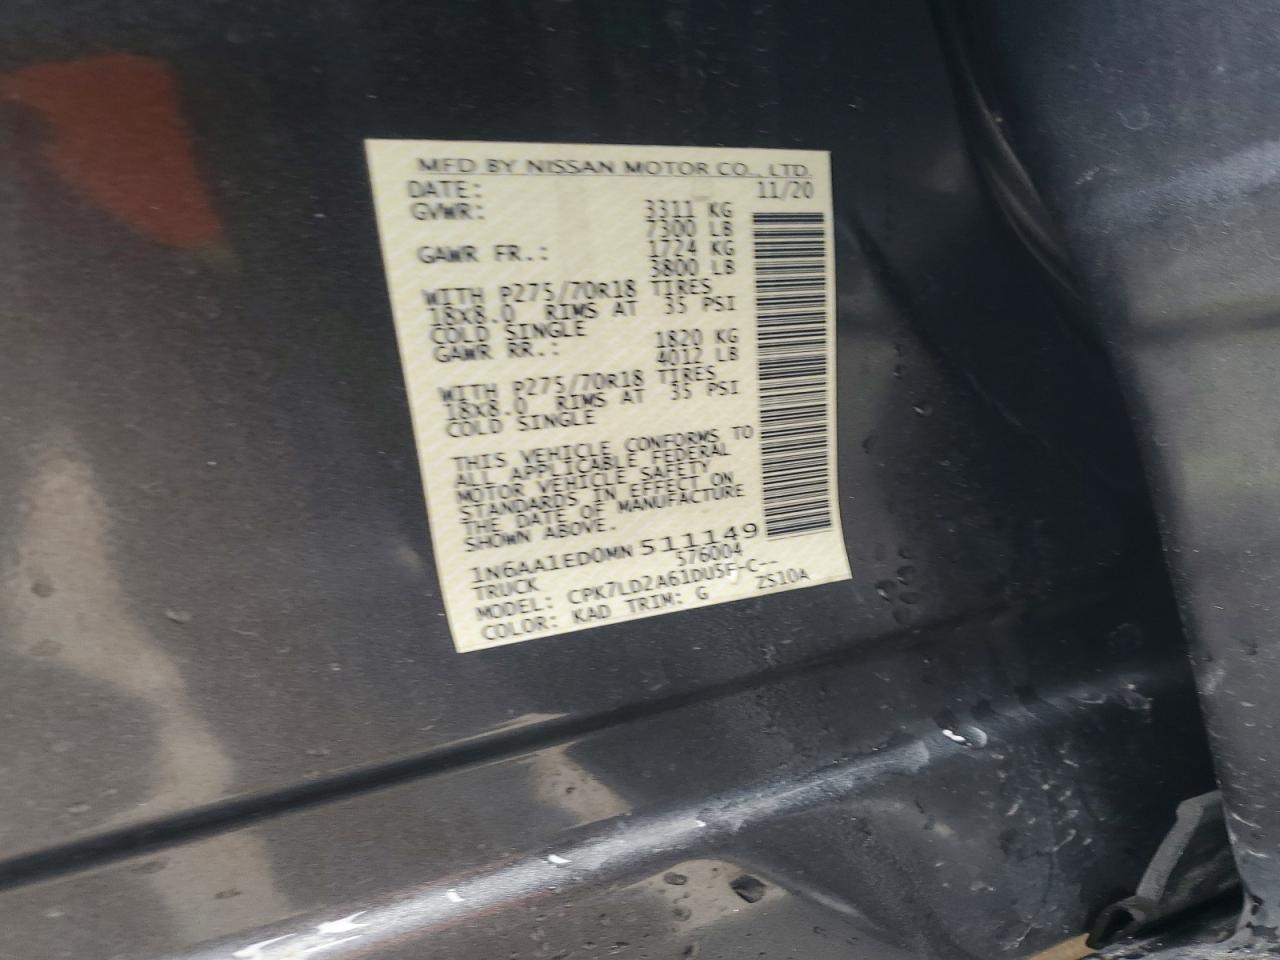 MFD BY NISSAN MOTOR CO., LTD.
DATE: 11/20
GVWR: 3311 KG
7300 LB
GAWR FR.: 1724 KG
3800 LB
WITH P275/70R18 TIRES
18X8.0 RIMS AT 35 PSI
COLD SINGLE
GAWR RR.: 1820 KG
4012 LB
WITH P275/70R18 TIRES
18X8.0 RIMS AT 35 PSI
COLD SINGLE
THIS VEHICLE CONFORMS TO
ALL APPLICABLE FEDERAL
MOTOR VEHICLE SAFETY
STANDARDS IN EFFECT ON
THE DATE OF MANUFACTURE
SHOWN ABOVE.
1N6AA1ED0MN511149
TRUCK 576004
MODEL: CPK7LD2A61DU5F-C--
COLOR: KAD TRIM: G ZS10A